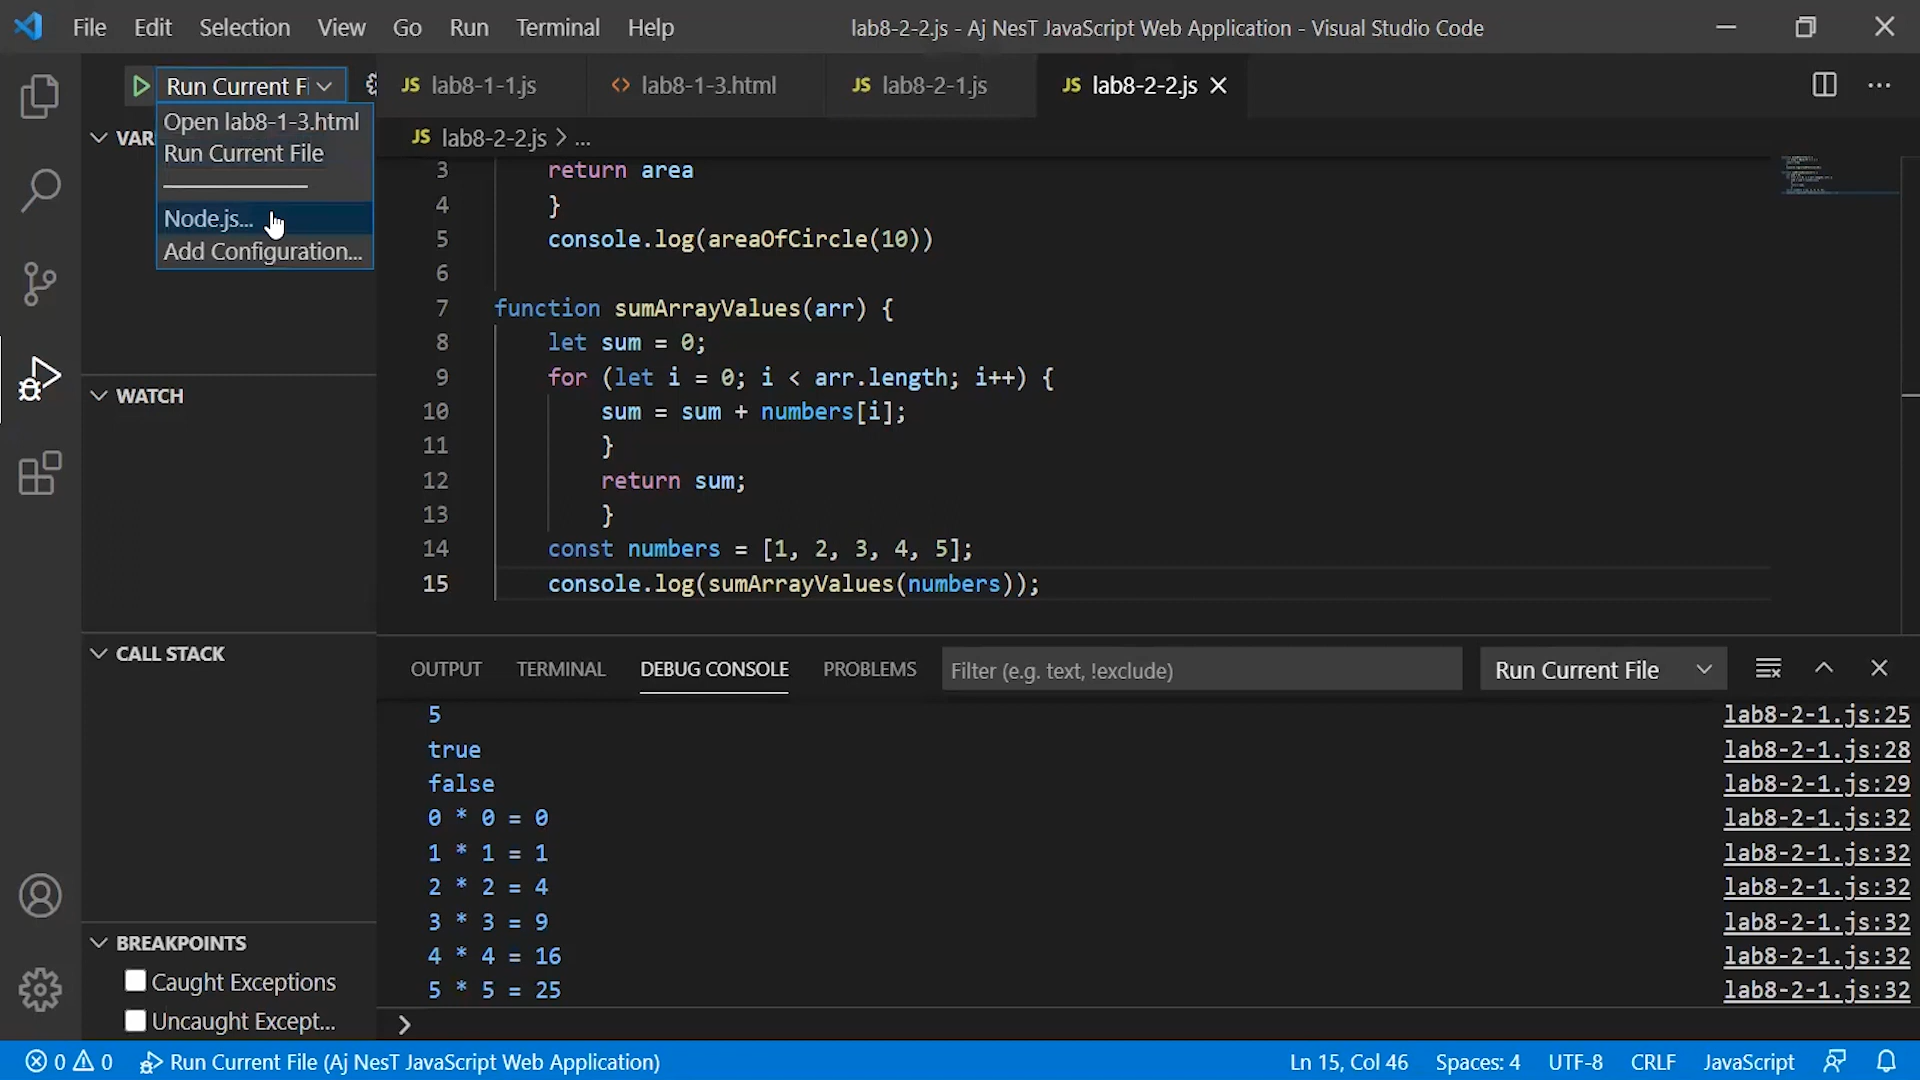 File Edit Selection View Go Run Terminal Help
lab8-2-2.js - Aj NesT JavaScript Web Application - Visual Studio Code
Run Current Fi
JS lab8-1-1.js
<> lab8-1-3.html
JS lab8-2-1.js
JS lab8-2-2.js
Open lab8-1-3.html
Run Current File
Node.js...
Add Configuration...
VAR
WATCH
CALL STACK
BREAKPOINTS
Caught Exceptions
Uncaught Except...
JS lab8-2-2.js > ...
3 return area
4 }
5 console.log(areaOfCircle(10))
6
7 function sumArrayValues(arr) {
8 let sum = 0;
9 for (let i = 0; i < arr.length; i++) {
10 sum = sum + numbers[i];
11 }
12 return sum;
13 }
14 const numbers = [1, 2, 3, 4, 5];
15 console.log(sumArrayValues(numbers));
OUTPUT TERMINAL DEBUG CONSOLE PROBLEMS
Filter (e.g. text, !exclude)
Run Current File
5 lab8-2-1.js:25
true lab8-2-1.js:28
false lab8-2-1.js:29
0 * 0 = 0 lab8-2-1.js:32
1 * 1 = 1 lab8-2-1.js:32
2 * 2 = 4 lab8-2-1.js:32
3 * 3 = 9 lab8-2-1.js:32
4 * 4 = 16 lab8-2-1.js:32
5 * 5 = 25 lab8-2-1.js:32
0 0 Run Current File (Aj NesT JavaScript Web Application)
Ln 15, Col 46 Spaces: 4 UTF-8 CRLF JavaScript